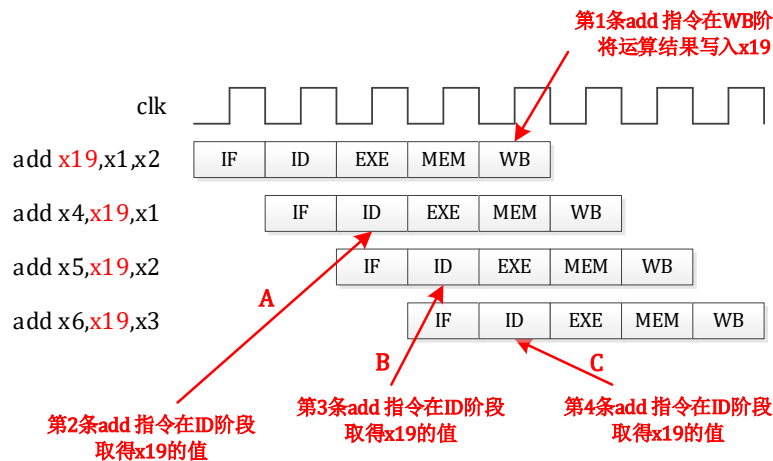 第1条add 指令在WB阶
将运算结果写入x19
clk
add x19,x1,x2
IF ID EXE MEM WB
add x4,x19,x1
IF ID EXE MEM WB
add x5,x19,x2
IF ID EXE MEM WB
add x6,x19,x3
IF ID EXE MEM WB
A
B
C
第2条add 指令在ID阶段
取得x19的值
第3条add 指令在ID阶段
取得x19的值
第4条add 指令在ID阶段
取得x19的值